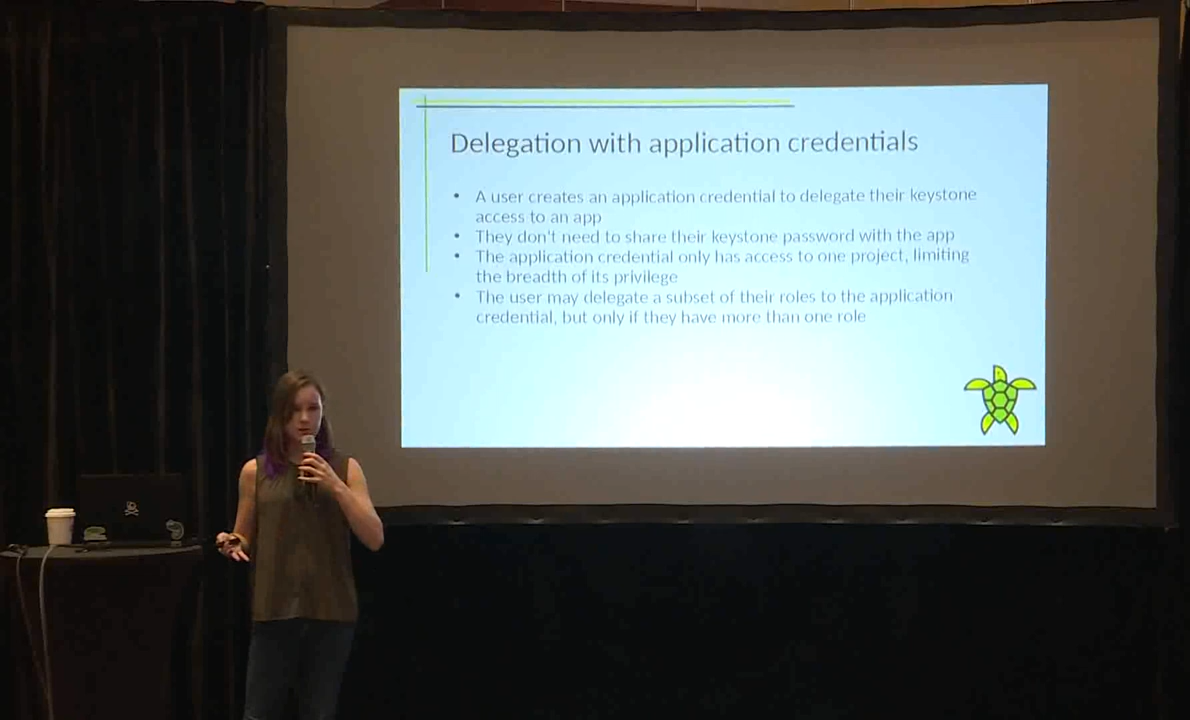 Delegation with application credentials
• A user creates an application credential to delegate their keystone
access to an app
• They don't need to share their keystone password with the app
• The application credential only has access to one project, limiting
the breadth of its privilege
• The user may delegate a subset of their roles to the application
credential, but only if they have more than one role